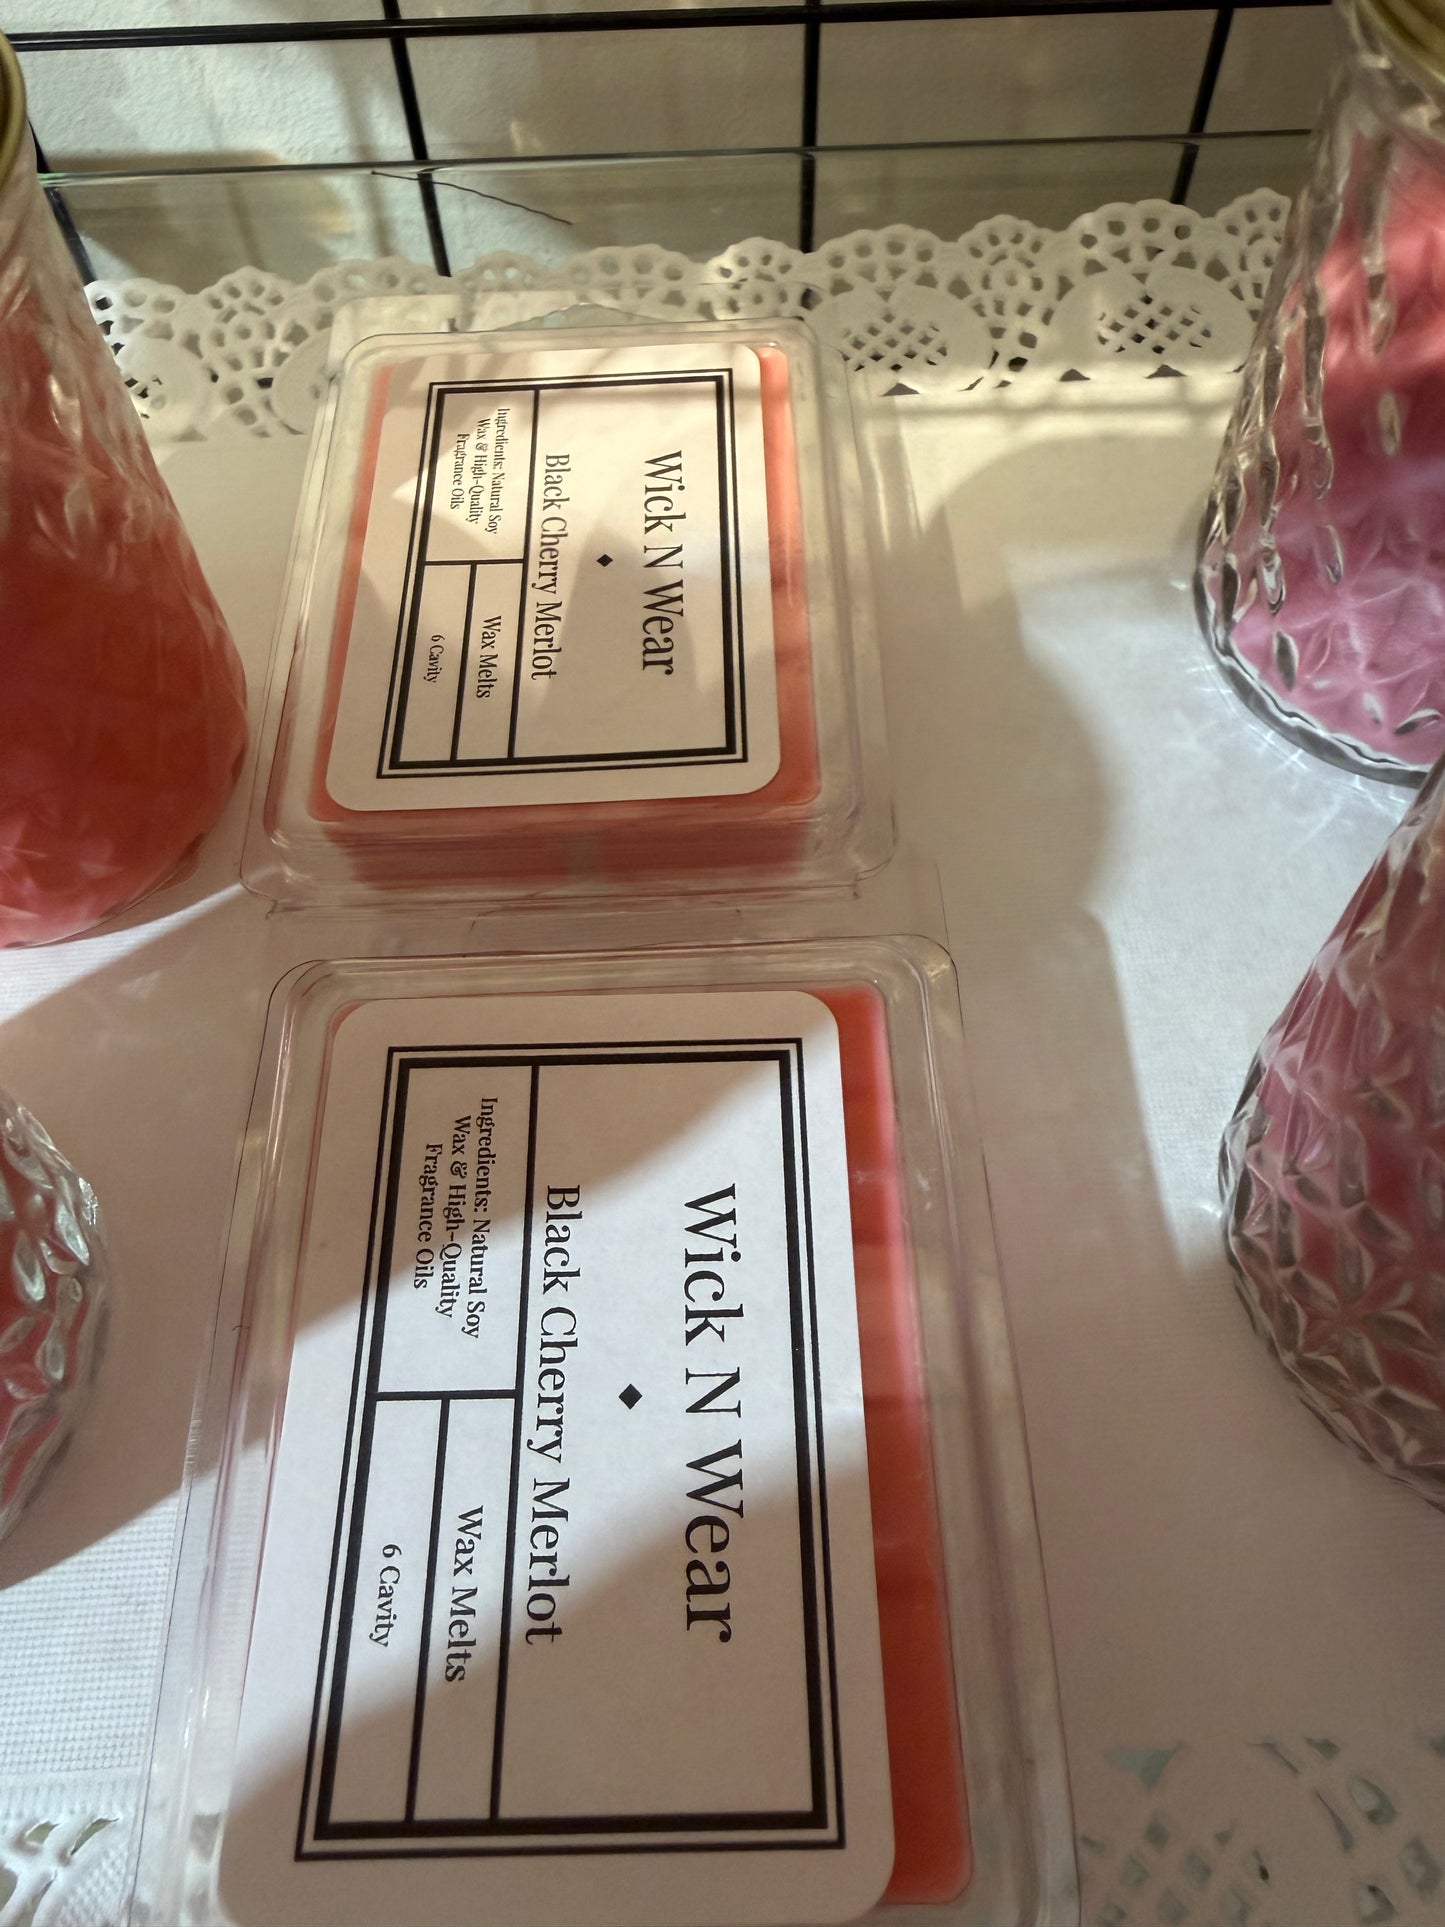 Wick N Wear
Black Cherry Merlot
Ingredients: Natural Soy
Wax & High-Quality
Fragrance Oils
Wax Melts
6 Cavity
Wick N Wear
Black Cherry Merlot
Ingredients: Natural Soy
Wax & High-Quality
Fragrance Oils
Wax Melts
6 Cavity